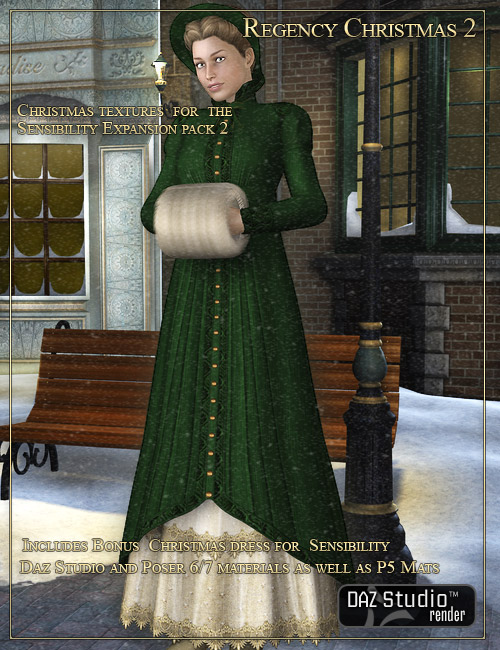 Regency Christmas 2
Christmas textures for the
Sensibility Expansion pack 2
Includes Bonus Christmas dress for Sensibility
Daz Studio and Poser 6/7 materials as well as P5 Mats
DAZ Studio™
render